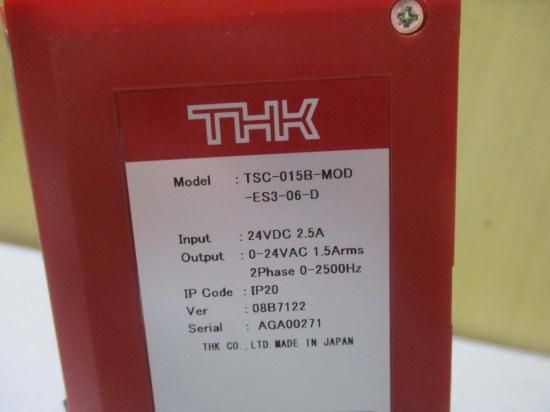 THK
Model : TSC-015B-MOD
-ES3-06-D
Input : 24VDC 2.5A
Output : 0-24VAC 1.5Arms
2Phase 0-2500Hz
IP Code : IP20
Ver : 08B7122
Serial : AGA00271
THK CO.,LTD.MADE IN JAPAN